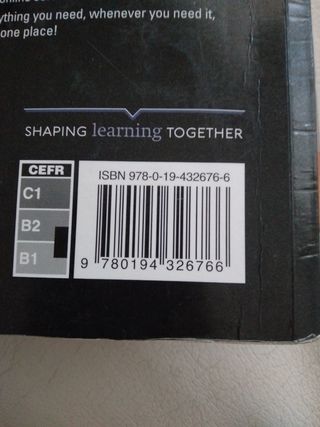 ything you need, whenever you need it,
one place!
SHAPING learning TOGETHER
CEFR
C1
B2
B1
ISBN 978-0-19-432676-6
9 780194 326766